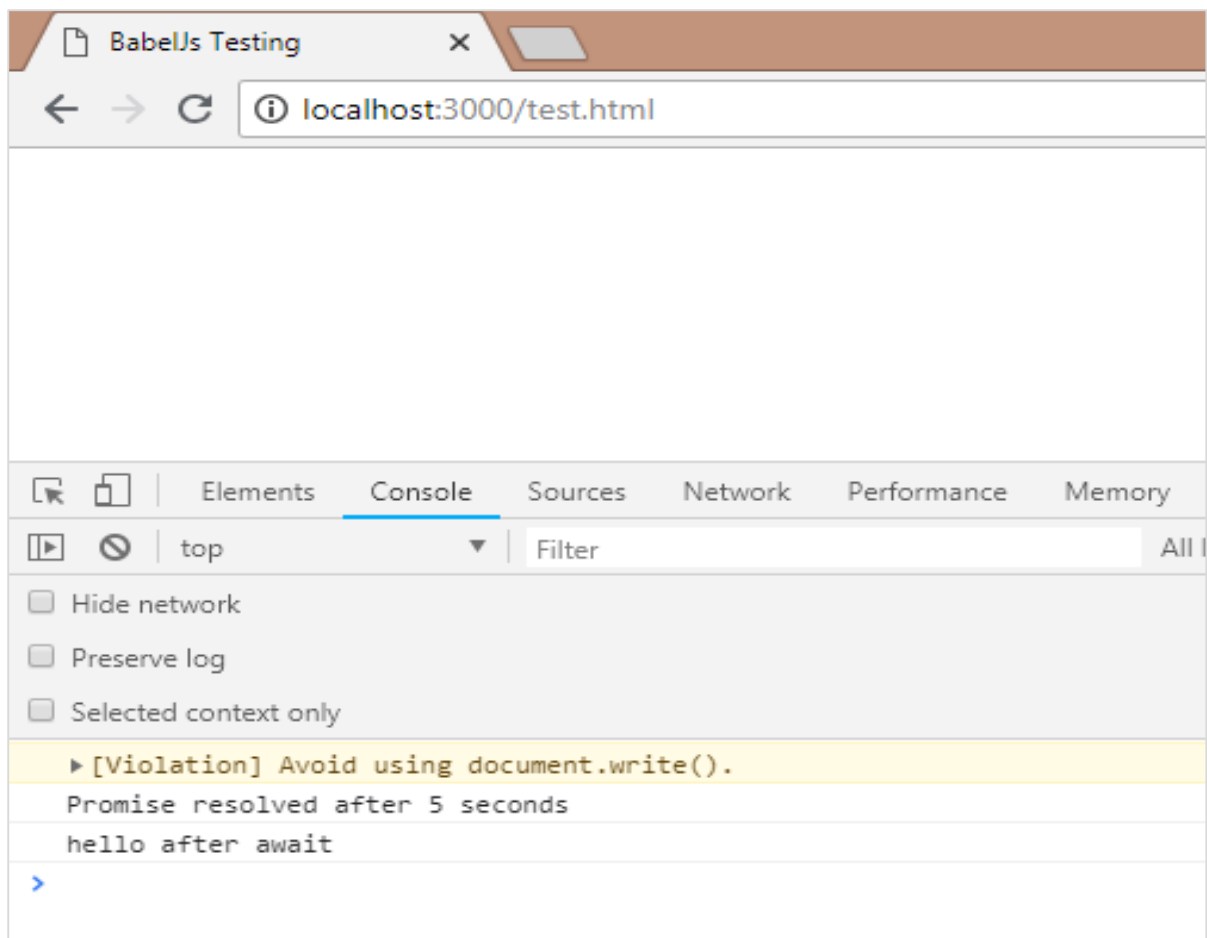 BabelJs Testing
localhost:3000/test.html
Elements Console Sources Network Performance Memory
top Filter All
Hide network
Preserve log
Selected context only
[Violation] Avoid using document.write().
Promise resolved after 5 seconds
hello after await